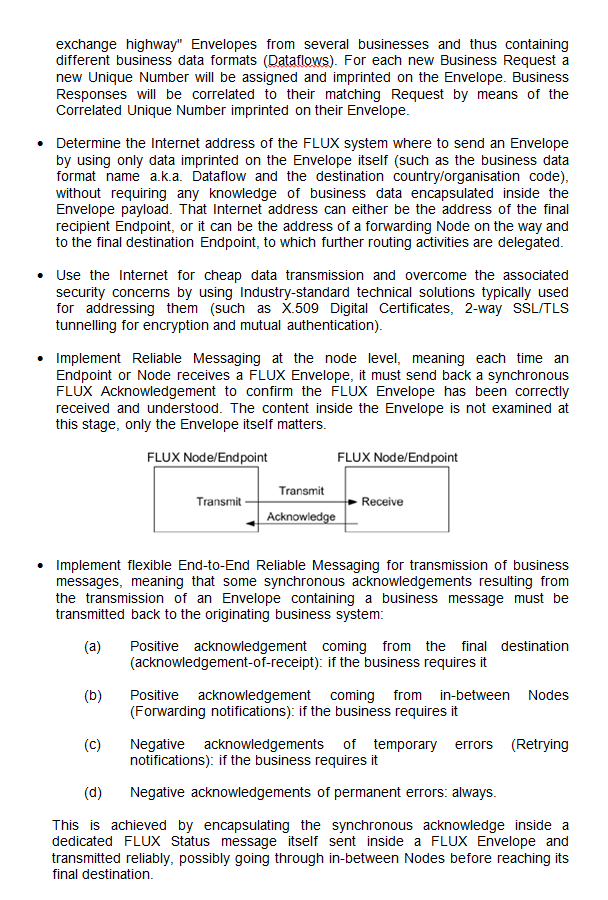 exchange highway" Envelopes from several businesses and thus containing
different business data formats (Dataflows). For each new Business Request a
new Unique Number will be assigned and imprinted on the Envelope. Business
Responses will be correlated to their matching Request by means of the
Correlated Unique Number imprinted on their Envelope.
• Determine the Internet address of the FLUX system where to send an Envelope
by using only data imprinted on the Envelope itself (such as the business data
format name a.k.a. Dataflow and the destination country/organisation code),
without requiring any knowledge of business data encapsulated inside the
Envelope payload. That Internet address can either be the address of the final
recipient Endpoint, or it can be the address of a forwarding Node on the way and
to the final destination Endpoint, to which further routing activities are delegated.
• Use the Internet for cheap data transmission and overcome the associated
security concerns by using Industry-standard technical solutions typically used
for addressing them (such as X.509 Digital Certificates, 2-way SSL/TLS
tunnelling for encryption and mutual authentication).
• Implement Reliable Messaging at the node level, meaning each time an
Endpoint or Node receives a FLUX Envelope, it must send back a synchronous
FLUX Acknowledgement to confirm the FLUX Envelope has been correctly
received and understood. The content inside the Envelope is not examined at
this stage, only the Envelope itself matters.
FLUX Node/Endpoint FLUX Node/Endpoint
Transmit
Transmit Receive
Acknowledge
• Implement flexible End-to-End Reliable Messaging for transmission of business
messages, meaning that some synchronous acknowledgements resulting from
the transmission of an Envelope containing a business message must be
transmitted back to the originating business system:
(a) Positive acknowledgement coming from the final destination
(acknowledgement-of-receipt): if the business requires it
(b) Positive acknowledgement coming from in-between Nodes
(Forwarding notifications): if the business requires it
(c) Negative acknowledgements of temporary errors (Retrying
notifications): if the business requires it
(d) Negative acknowledgements of permanent errors: always.
This is achieved by encapsulating the synchronous acknowledge inside a
dedicated FLUX Status message itself sent inside a FLUX Envelope and
transmitted reliably, possibly going through in-between Nodes before reaching its
final destination.